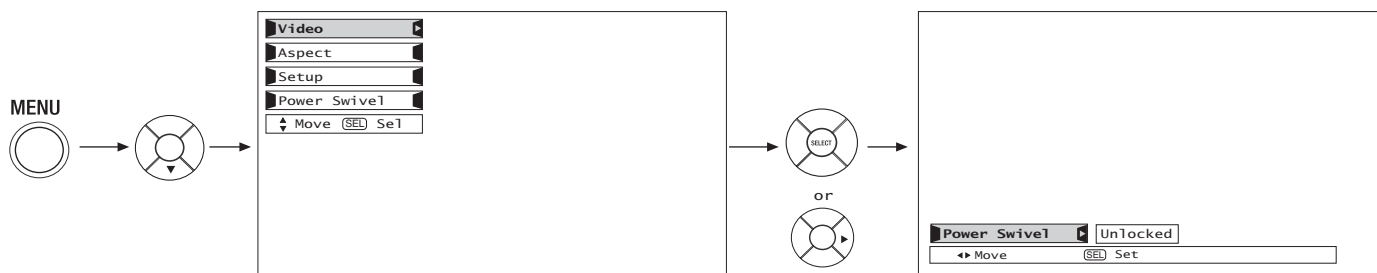 MENU
Video
Aspect
Setup
Power Swivel
Move SEL Sel
SELECT
or
Power Swivel Unlocked
Move SEL Set